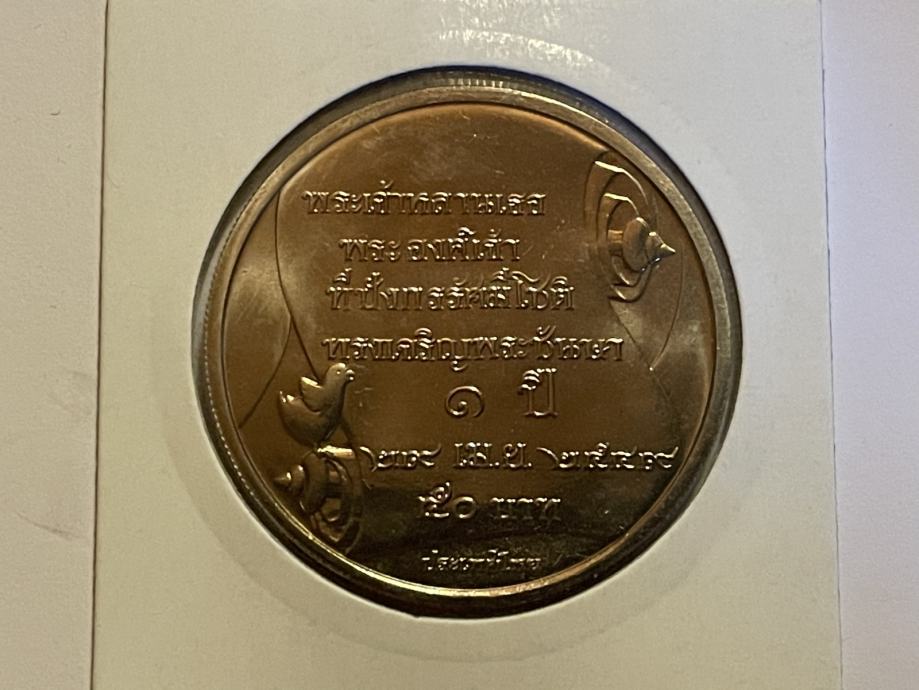 พระเจ้าหลานเธอ
พระองค์เจ้า
ทีปังกรรัศมีโชติ
ทรงเจริญพระชันษา
๑ ปี
๒๙ เม.ย. ๒๕๔๙
๕๐ บาท
ประเทศไทย